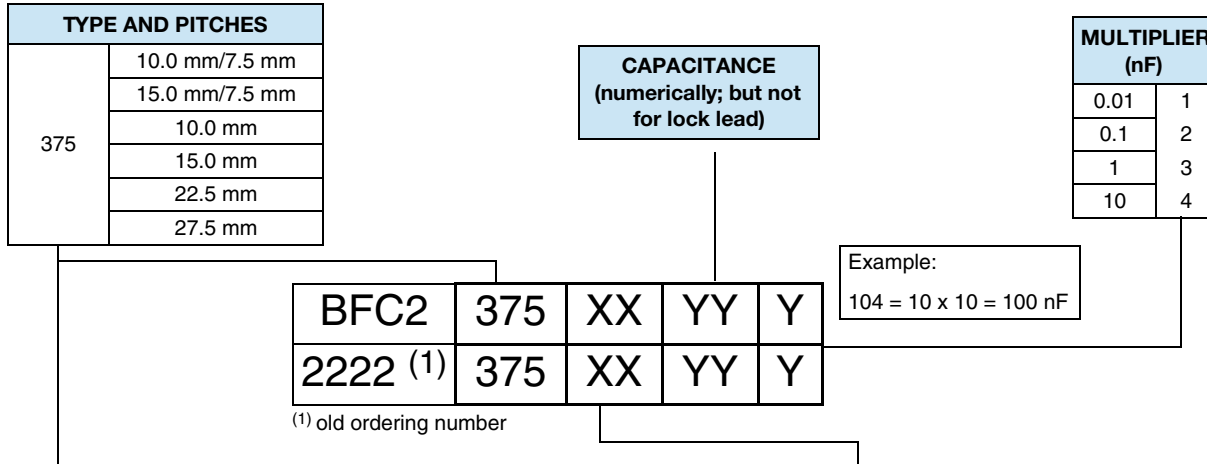 TYPE AND PITCHES
375
10.0 mm/7.5 mm
15.0 mm/7.5 mm
10.0 mm
15.0 mm
22.5 mm
27.5 mm
CAPACITANCE
(numerically; but not
for lock lead)
MULTIPLIER
(nF)
0.01 1
0.1 2
1 3
10 4
Example:
104 = 10 x 10 = 100 nF
BFC2 375 XX YY Y
2222 (1) 375 XX YY Y
(1) old ordering number